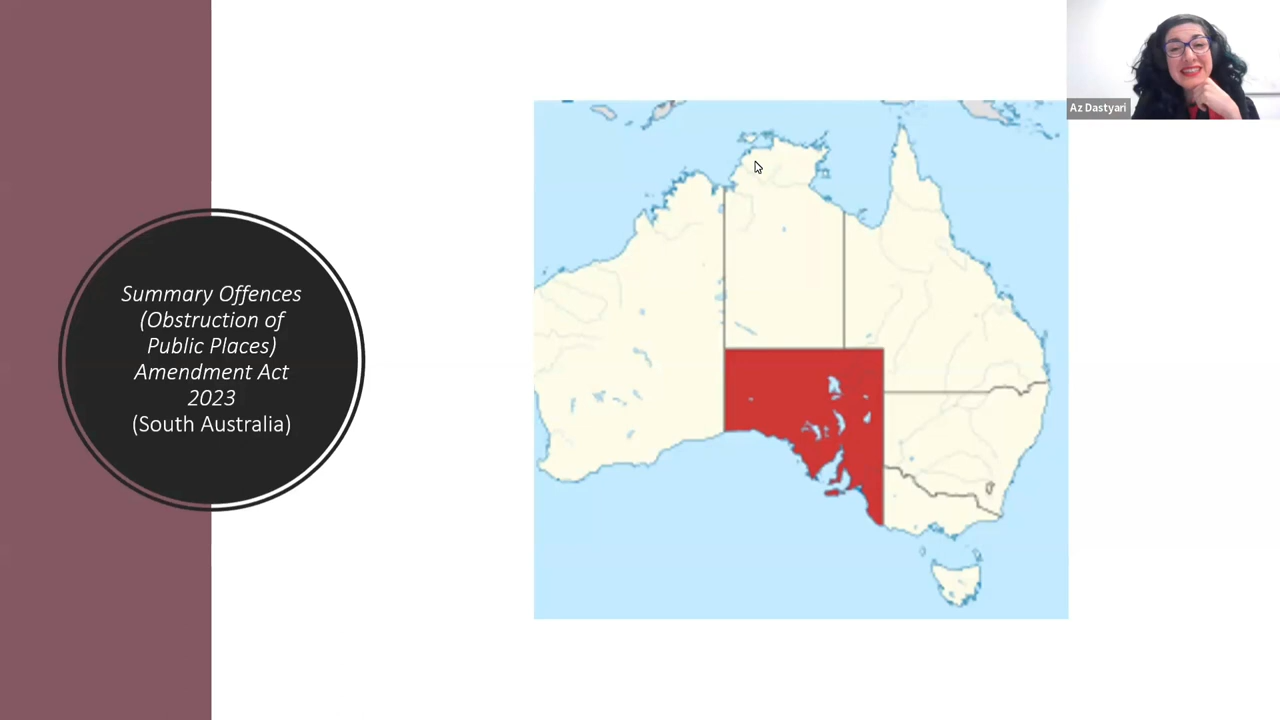 Az Dastyari
Summary Offences
(Obstruction of
Public Places)
Amendment Act
2023
(South Australia)